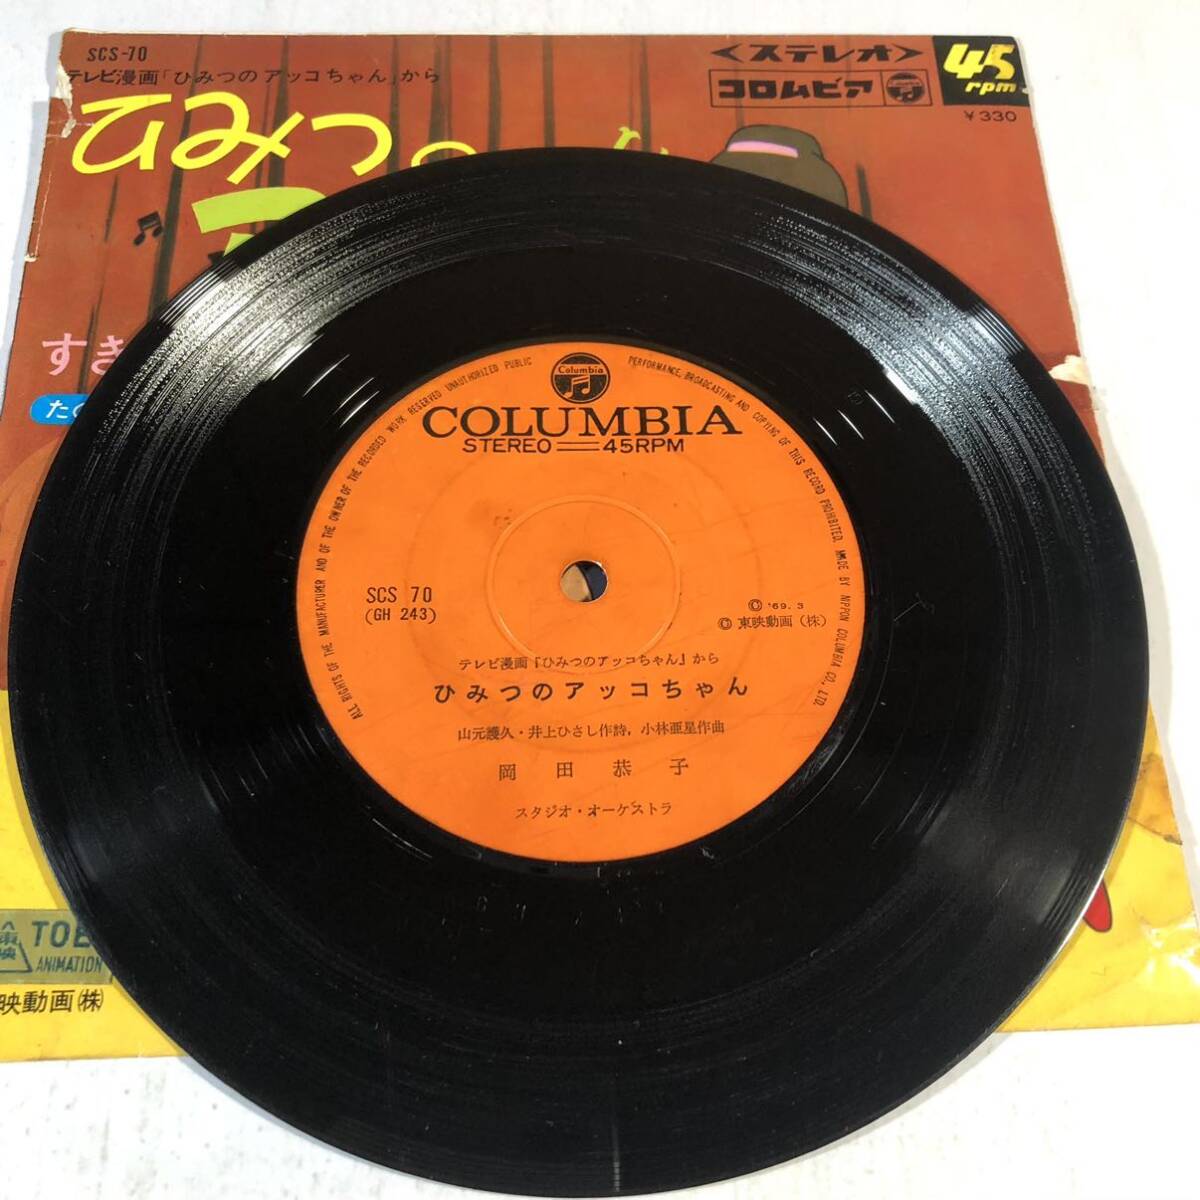 SCS-70
テレビ漫画「ひみつのアッコちゃん」から
<ステレオ>
コロムビア
45
rpm
¥330
ひみつの
すき
たの
Columbia
COLUMBIA
STEREO=45RPM
ALL RIGHTS OF THE MANUFACTURER AND OF THE OWNER OF THE RECORDED WORK RESERVED UNAUTHORIZED PUBLIC PERFORMANCE, BROADCASTING AND COPYING OF THIS RECORD PROHIBITED. MADE BY NIPPON COLUMBIA CO., LTD.
SCS 70
(GH 243)
Ⓒ '69. 3
Ⓒ 東映動画(株)
テレビ漫画『ひみつのアッコちゃん』から
ひみつのアッコちゃん
山元護久・井上ひさし作詩, 小林亜星作曲
岡田恭子
スタジオ・オーケストラ
TOE
ANIMATION
映動画(株)